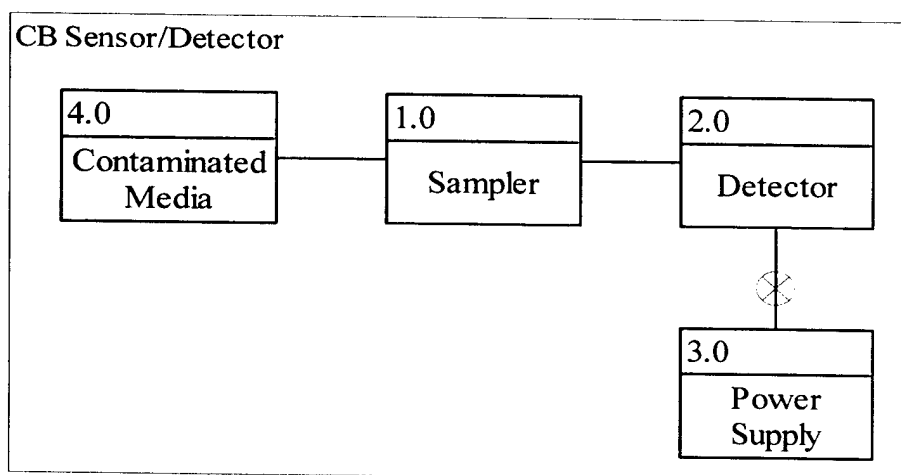 CB Sensor/Detector
4.0
Contaminated
Media
1.0
Sampler
2.0
Detector
3.0
Power
Supply